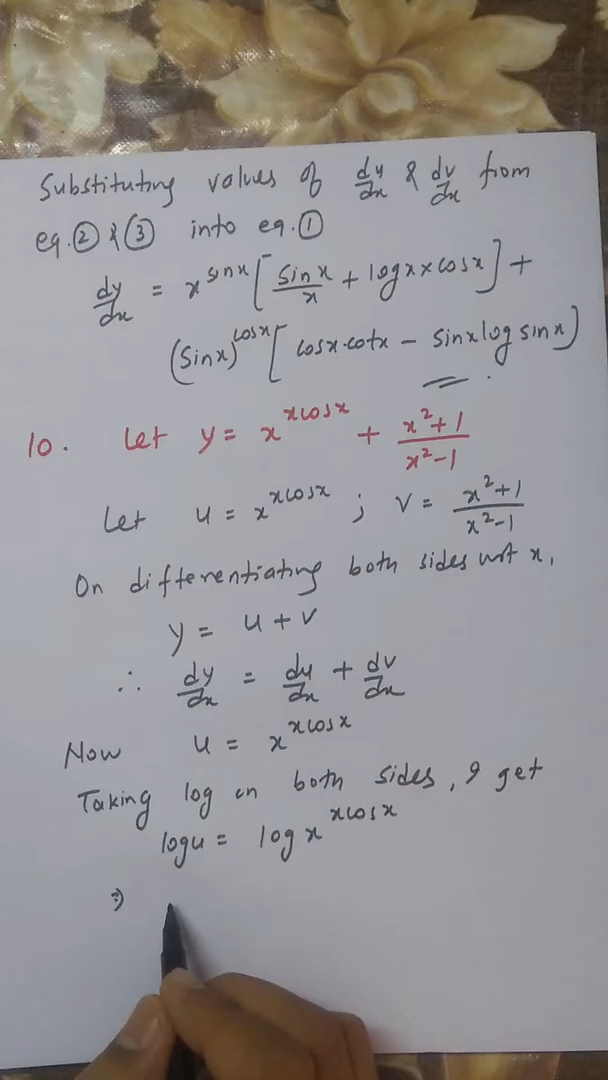 Substituting values of du/dx & dv/dx from
eq.② & ③ into eq.①
dy/dx = x^sinx [sinx/x + logx × cosx] +
(sinx)^cosx [cosx·cotx − sinx log sinx]
10. Let y = x^xcosx + x²+1/x²-1
Let u = x^xcosx ; v = x²+1/x²-1
On differentiating both sides wrt x,
y = u + v
∴ dy/dx = du/dx + dv/dx
Now u = x^xcosx
Taking log on both sides, I get
logu = log x^xcosx
⇒